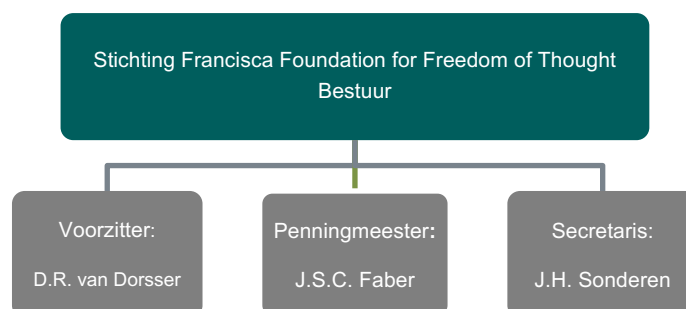 Stichting Francisca Foundation for Freedom of Thought
Bestuur
Voorzitter:
D.R. van Dorsser
Penningmeester:
J.S.C. Faber
Secretaris:
J.H. Sonderen